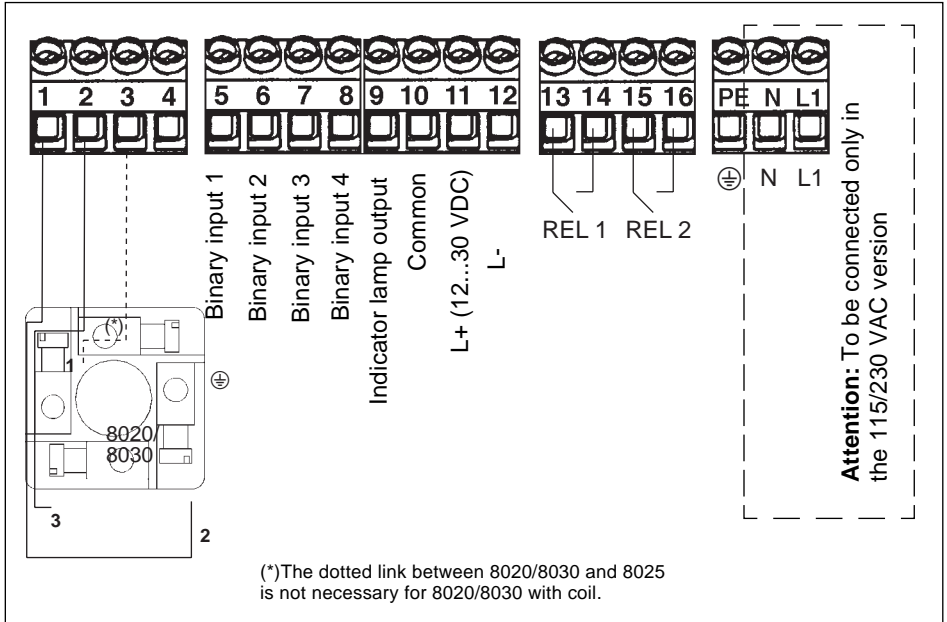 1 2 3 4 5 6 7 8 9 10 11 12 13 14 15 16 PE N L1
N L1
Binary input 1
Binary input 2
Binary input 3
Binary input 4
Indicator lamp output
Common
L+ (12...30 VDC)
L-
REL 1 REL 2
Attention: To be connected only in
the 115/230 VAC version
(*)
1
8020/
8030
3
2
(*)The dotted link between 8020/8030 and 8025
is not necessary for 8020/8030 with coil.